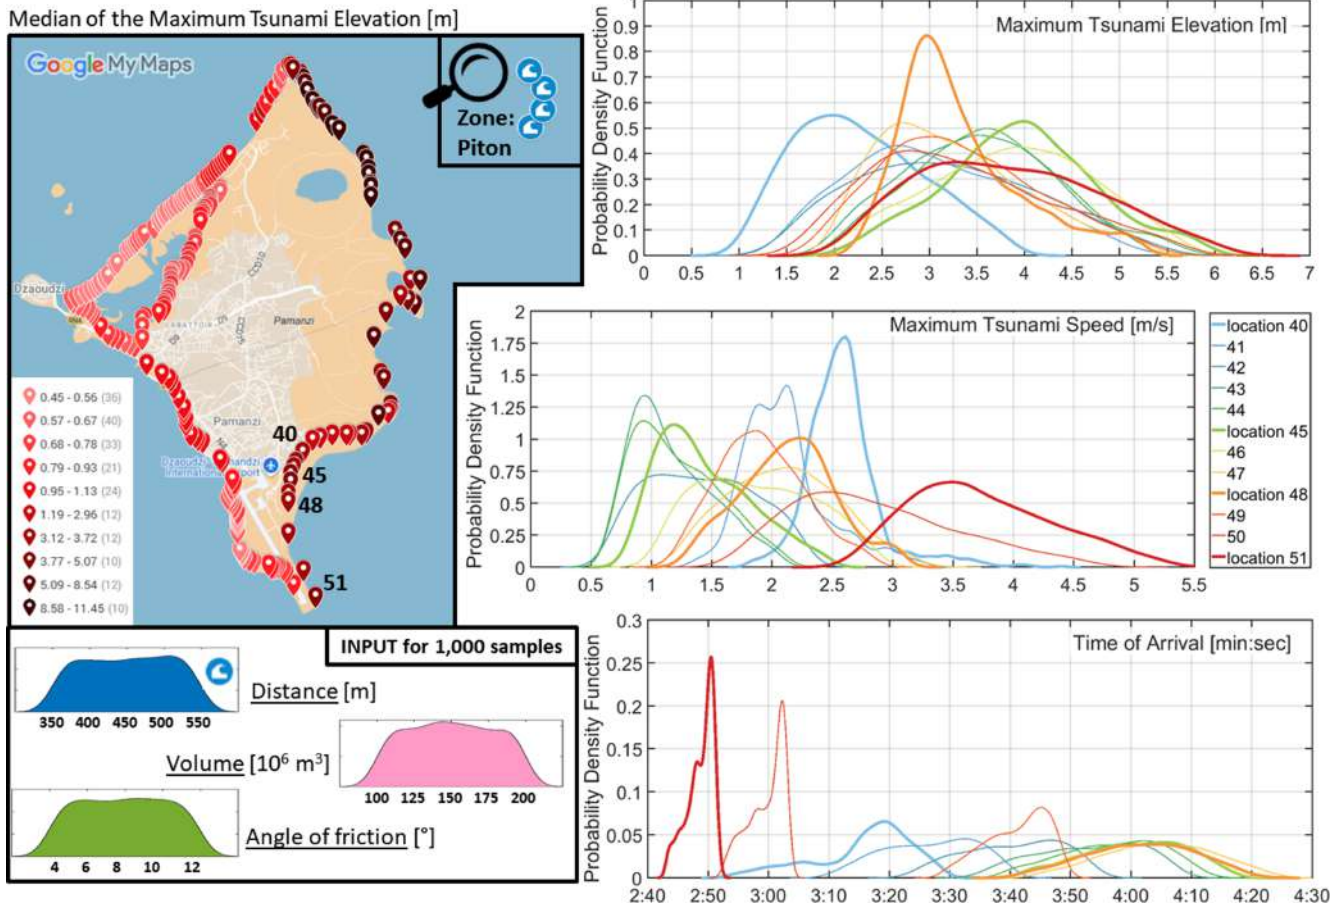 Median of the Maximum Tsunami Elevation [m]
Google My Maps
Zone:
Piton
Dzaoudzi
CCD10
LABATTOIR
CCD10
Pamanzi
Pamanzi
40
45
48
51
0.45 - 0.56 (36)
0.57 - 0.67 (40)
0.68 - 0.78 (33)
0.79 - 0.93 (21)
0.95 - 1.13 (24)
1.19 - 2.96 (12)
3.12 - 3.72 (12)
3.77 - 5.07 (10)
5.09 - 8.54 (12)
8.58 - 11.45 (10)
INPUT for 1,000 samples
Distance [m]
350 400 450 500 550
Volume [10⁶ m³]
100 125 150 175 200
Angle of friction [°]
4 6 8 10 12
Maximum Tsunami Elevation [m]
Probability Density Function
1
0.9
0.8
0.7
0.6
0.5
0.4
0.3
0.2
0.1
0
0 0.5 1 1.5 2 2.5 3 3.5 4 4.5 5 5.5 6 6.5 7
Maximum Tsunami Speed [m/s]
Probability Density Function
2
1.75
1.5
1.25
1
0.75
0.5
0.25
0
0 0.5 1 1.5 2 2.5 3 3.5 4 4.5 5 5.5
location 40
41
42
43
44
location 45
46
47
location 48
49
50
location 51
Time of Arrival [min:sec]
Probability Density Function
0.3
0.25
0.2
0.15
0.1
0.05
0
2:40 2:50 3:00 3:10 3:20 3:30 3:40 3:50 4:00 4:10 4:20 4:30